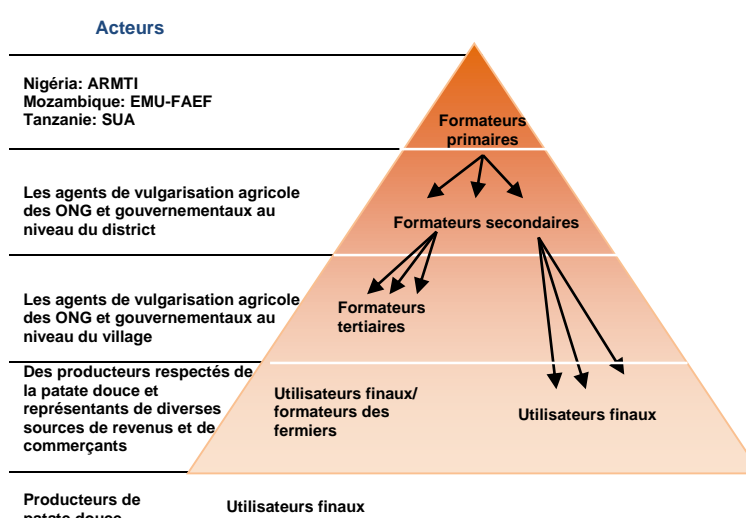 Acteurs
Nigéria: ARMTI
Mozambique: EMU-FAEF
Tanzanie: SUA
Formateurs
primaires
Les agents de vulgarisation agricole
des ONG et gouvernementaux au
niveau du district
Formateurs secondaires
Les agents de vulgarisation agricole
des ONG et gouvernementaux au
niveau du village
Formateurs
tertiaires
Des producteurs respectés de
la patate douce et
représentants de diverses
sources de revenus et de
commerçants
Utilisateurs finaux/
formateurs des
fermiers
Utilisateurs finaux
Producteurs de
patate douce
Utilisateurs finaux